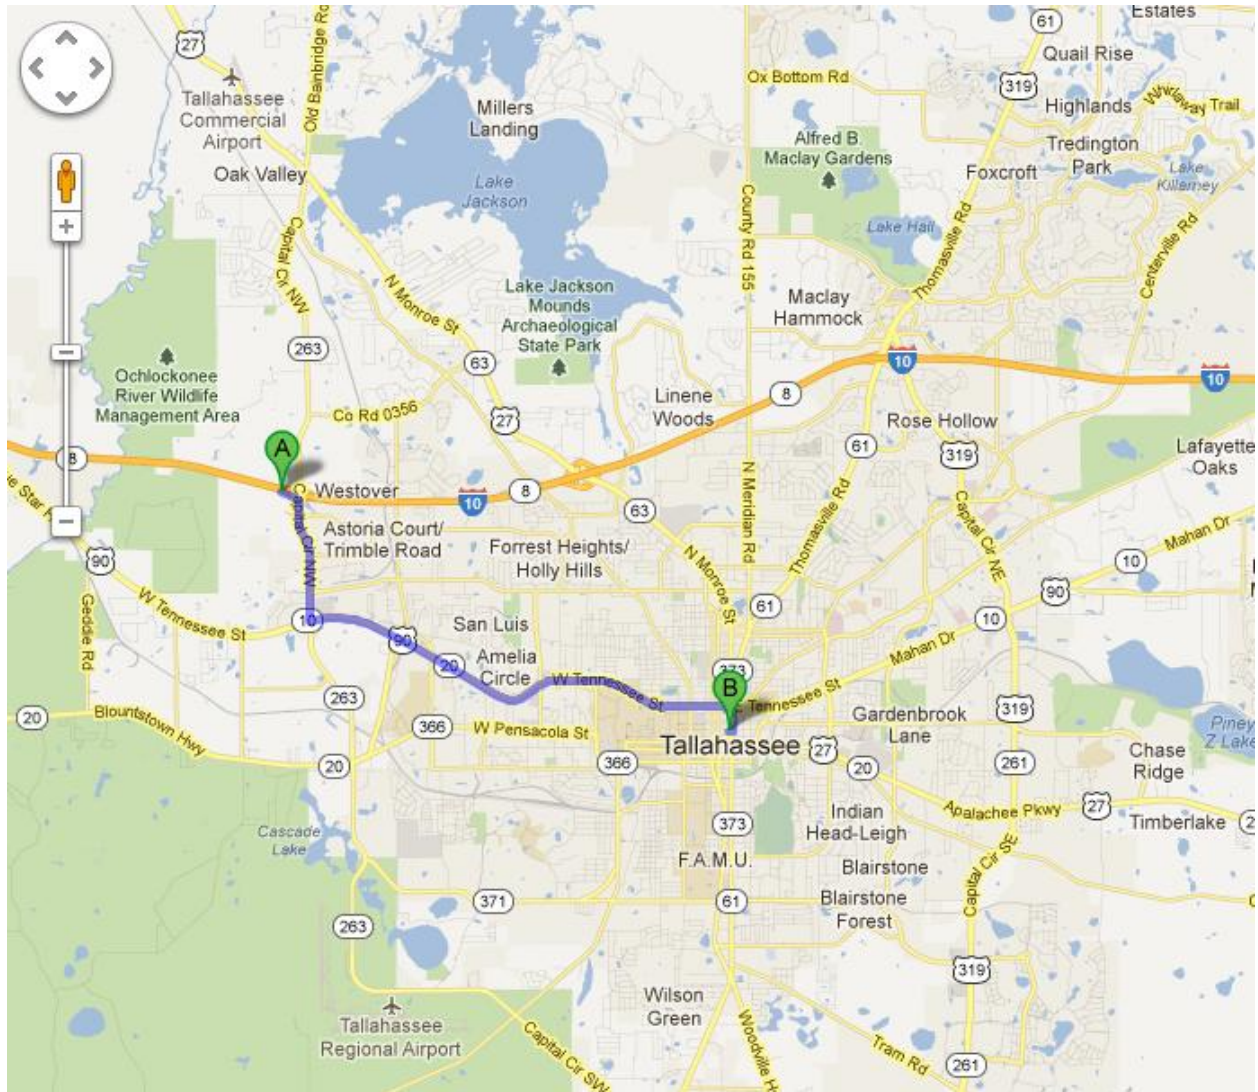 61
Estates
27
Old Bainbridge Rd
Quail Rise
Ox Bottom Rd
319
Tallahassee
Commercial
Airport
Millers
Landing
Highlands
Whirlaway Trail
Alfred B.
Maclay Gardens
Tredington
Park
Oak Valley
Foxcroft
Lake
Jackson
Lake
Killarney
County Rd 155
Capital Cir NW
Lake Hall
Thomasville Rd
Centerville Rd
N Monroe St
Lake Jackson
Mounds
Archaeological
State Park
Maclay
Hammock
263
63
10
10
Ochlockonee
River Wildlife
Management Area
8
Linene
Woods
Co Rd 0356
27
Rose Hollow
A
61
319
Lafayette
Oaks
8
Westover
8
10
N Meridian Rd
Thomasville Rd
63
Capital Cir NW
Astoria Court/
Trimble Road
Forrest Heights/
Holly Hills
N Monroe St
Capital Cir NE
Mahan Dr
90
10
90
W Tennessee St
Geddie Rd
61
10
10
San Luis
90
Mahan Dr
20
Amelia
Circle
373
B
W Tennessee St
Tennessee St
263
319
20
Blountstown Hwy
366
W Pensacola St
Gardenbrook
Lane
Piney
Z Lake
Tallahassee
27
Chase
Ridge
20
366
20
261
Apalachee Pkwy
27
Cascade
Lake
373
Indian
Head-Leigh
Timberlake
F.A.M.U.
Blairstone
Capital Cir SE
371
61
Blairstone
Forest
263
319
Wilson
Green
Tallahassee
Regional Airport
Capital Cir SW
Woodville H
Tram Rd
261